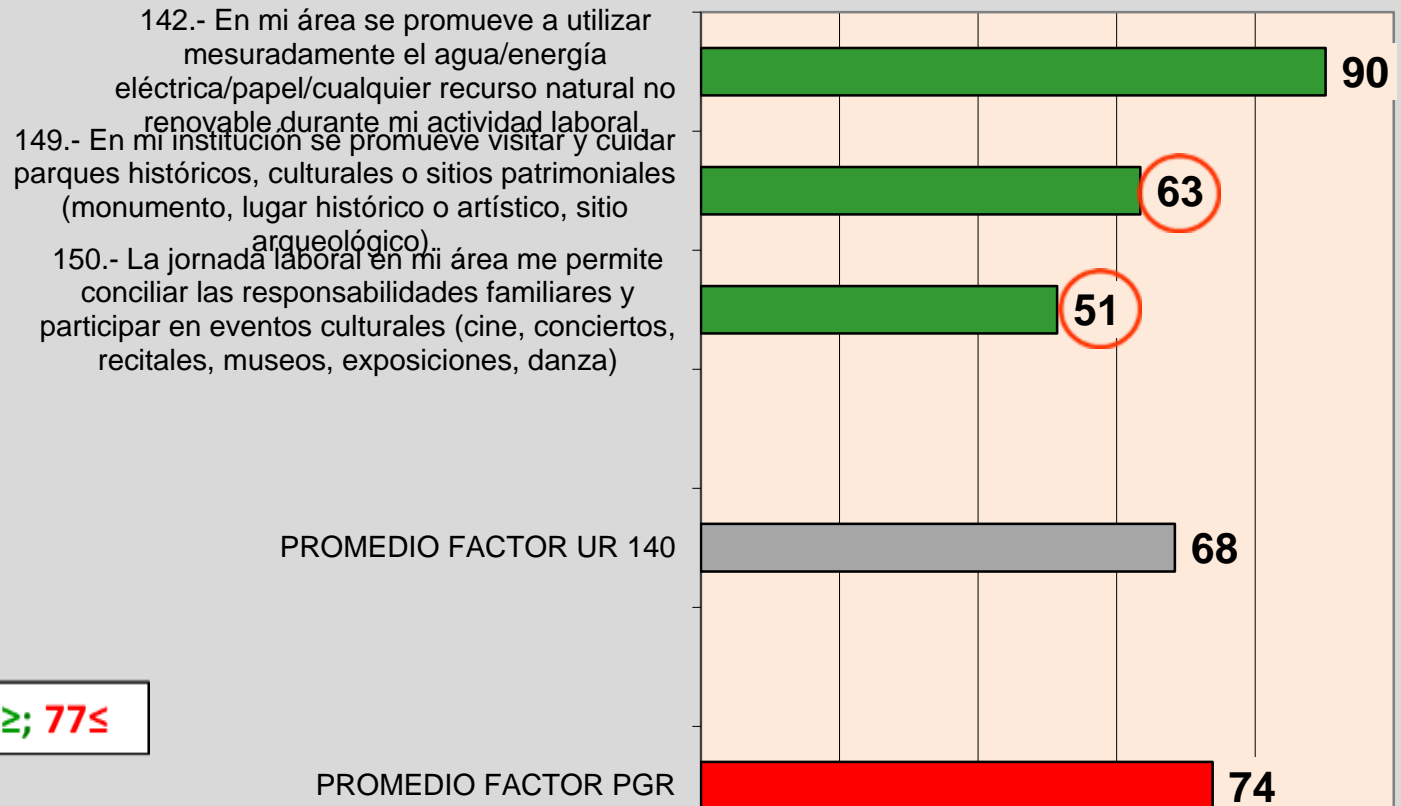 142.- En mi área se promueve a utilizar
mesuradamente el agua/energía
eléctrica/papel/cualquier recurso natural no
renovable durante mi actividad laboral.
90
149.- En mi institución se promueve visitar y cuidar
parques históricos, culturales o sitios patrimoniales
(monumento, lugar histórico o artístico, sitio
arqueológico).
63
150.- La jornada laboral en mi área me permite
conciliar las responsabilidades familiares y
participar en eventos culturales (cine, conciertos,
recitales, museos, exposiciones, danza)
51
PROMEDIO FACTOR UR 140
68
≥; 77≤
PROMEDIO FACTOR PGR
74